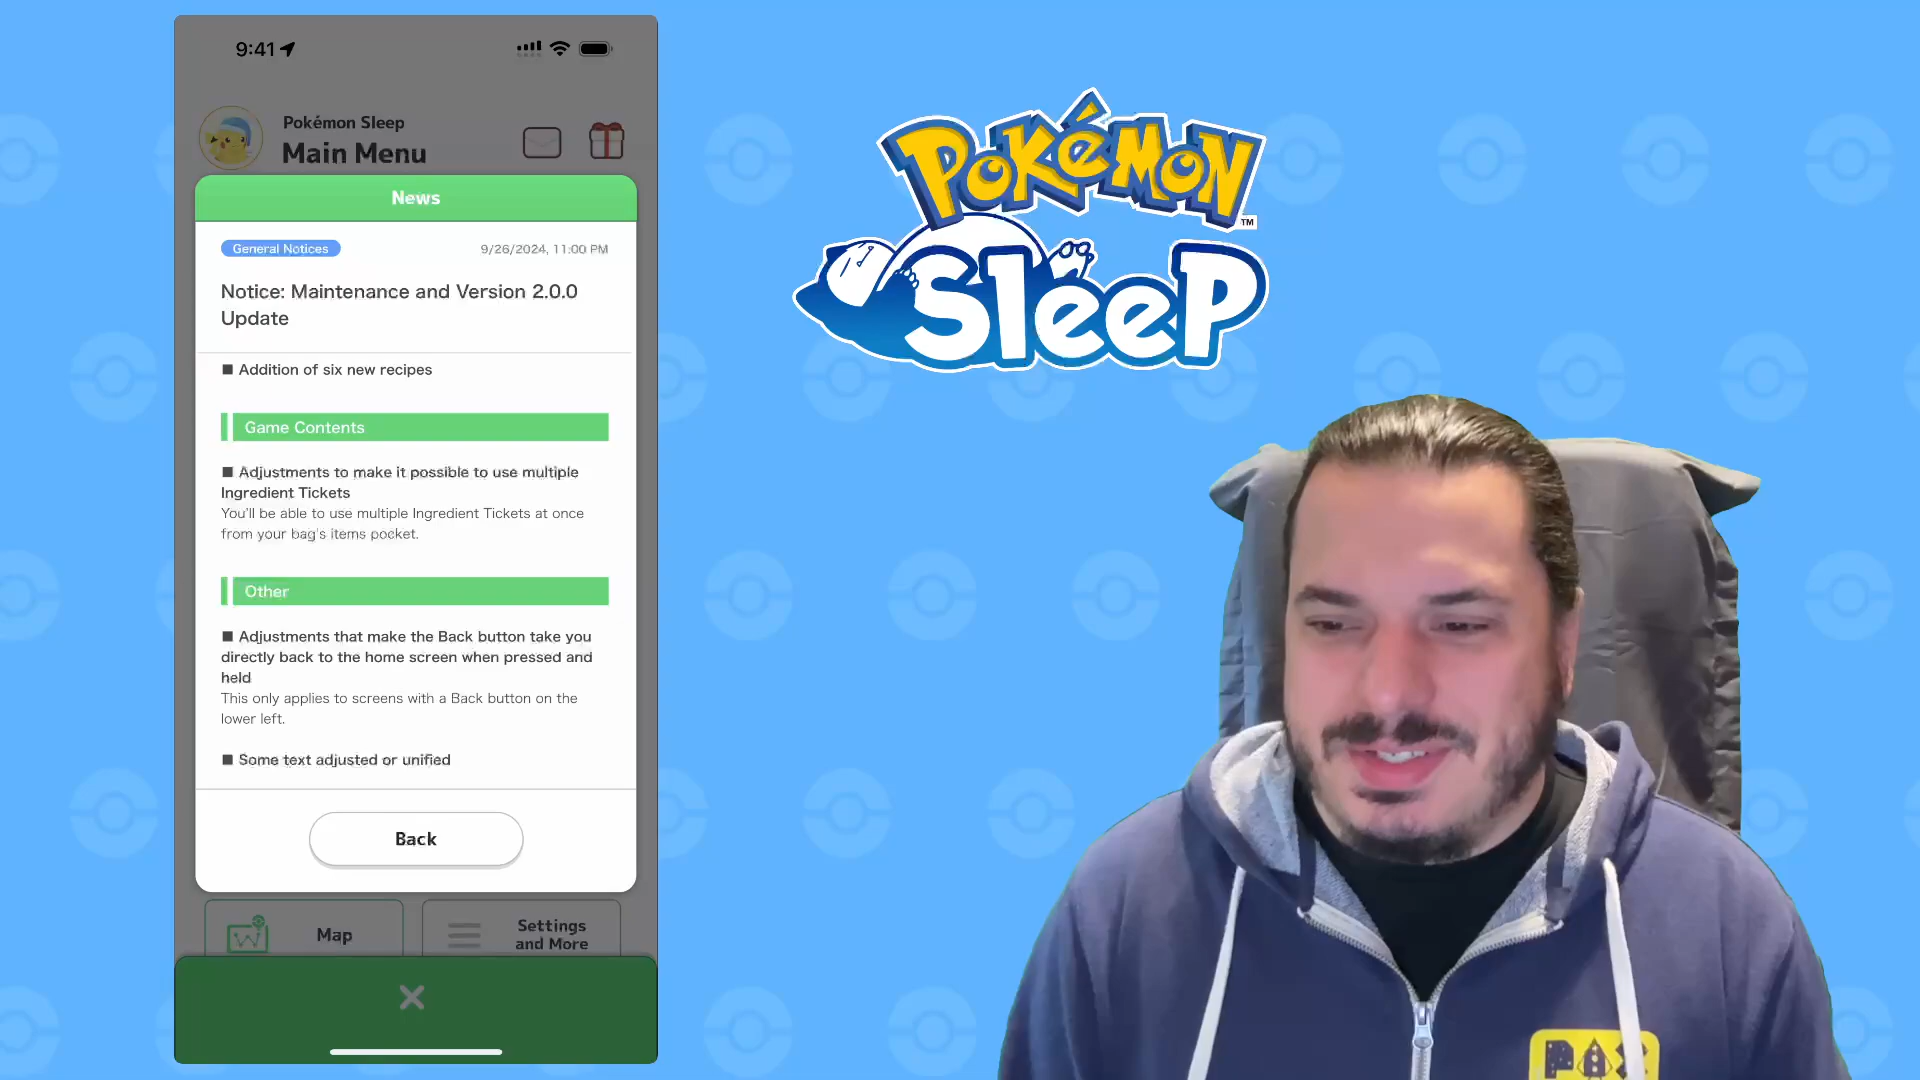 9:41
Pokémon Sleep
Main Menu
News
General Notices
9/26/2024, 11:00 PM
Notice: Maintenance and Version 2.0.0
Update
■ Addition of six new recipes
Game Contents
■ Adjustments to make it possible to use multiple
Ingredient Tickets
You'll be able to use multiple Ingredient Tickets at once
from your bag's items pocket.
Other
■ Adjustments that make the Back button take you
directly back to the home screen when pressed and
held
This only applies to screens with a Back button on the
lower left.
■ Some text adjusted or unified
Back
Map
Settings
and More
POKÉMON
™
Sleep
PAX